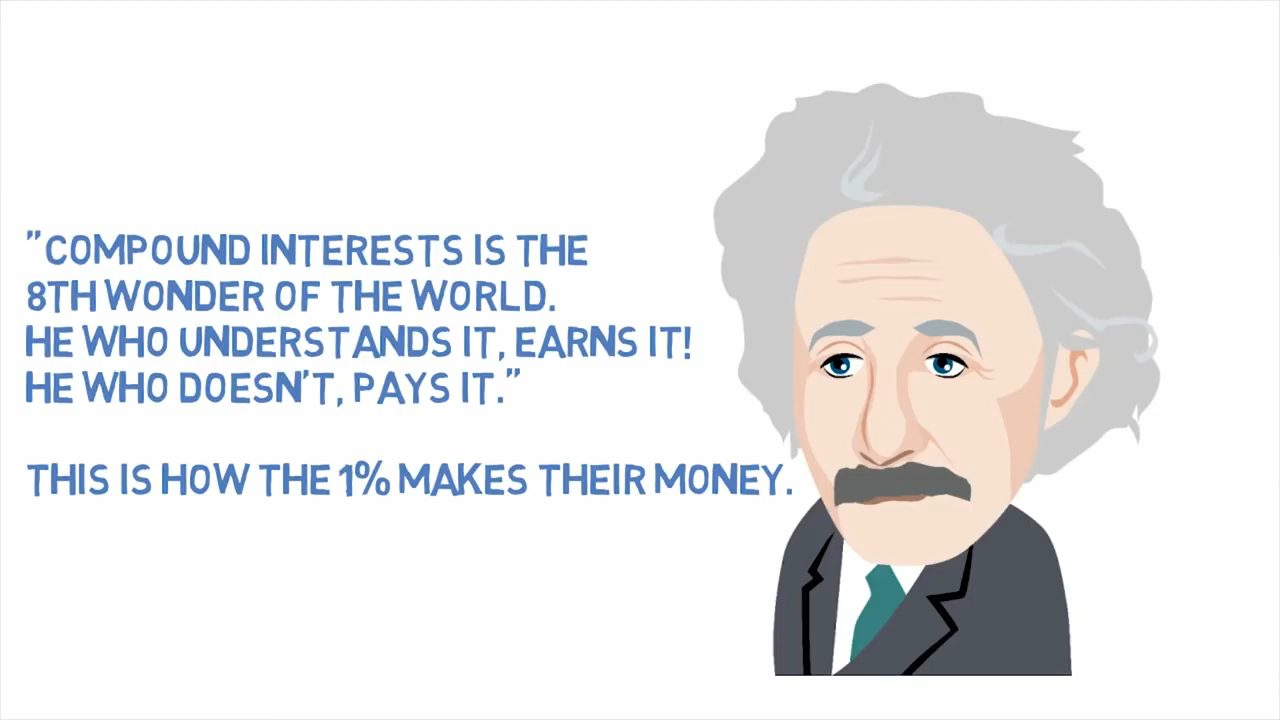 "COMPOUND INTERESTS IS THE
8TH WONDER OF THE WORLD.
HE WHO UNDERSTANDS IT, EARNS IT!
HE WHO DOESN'T, PAYS IT."
THIS IS HOW THE 1% MAKES THEIR MONEY.